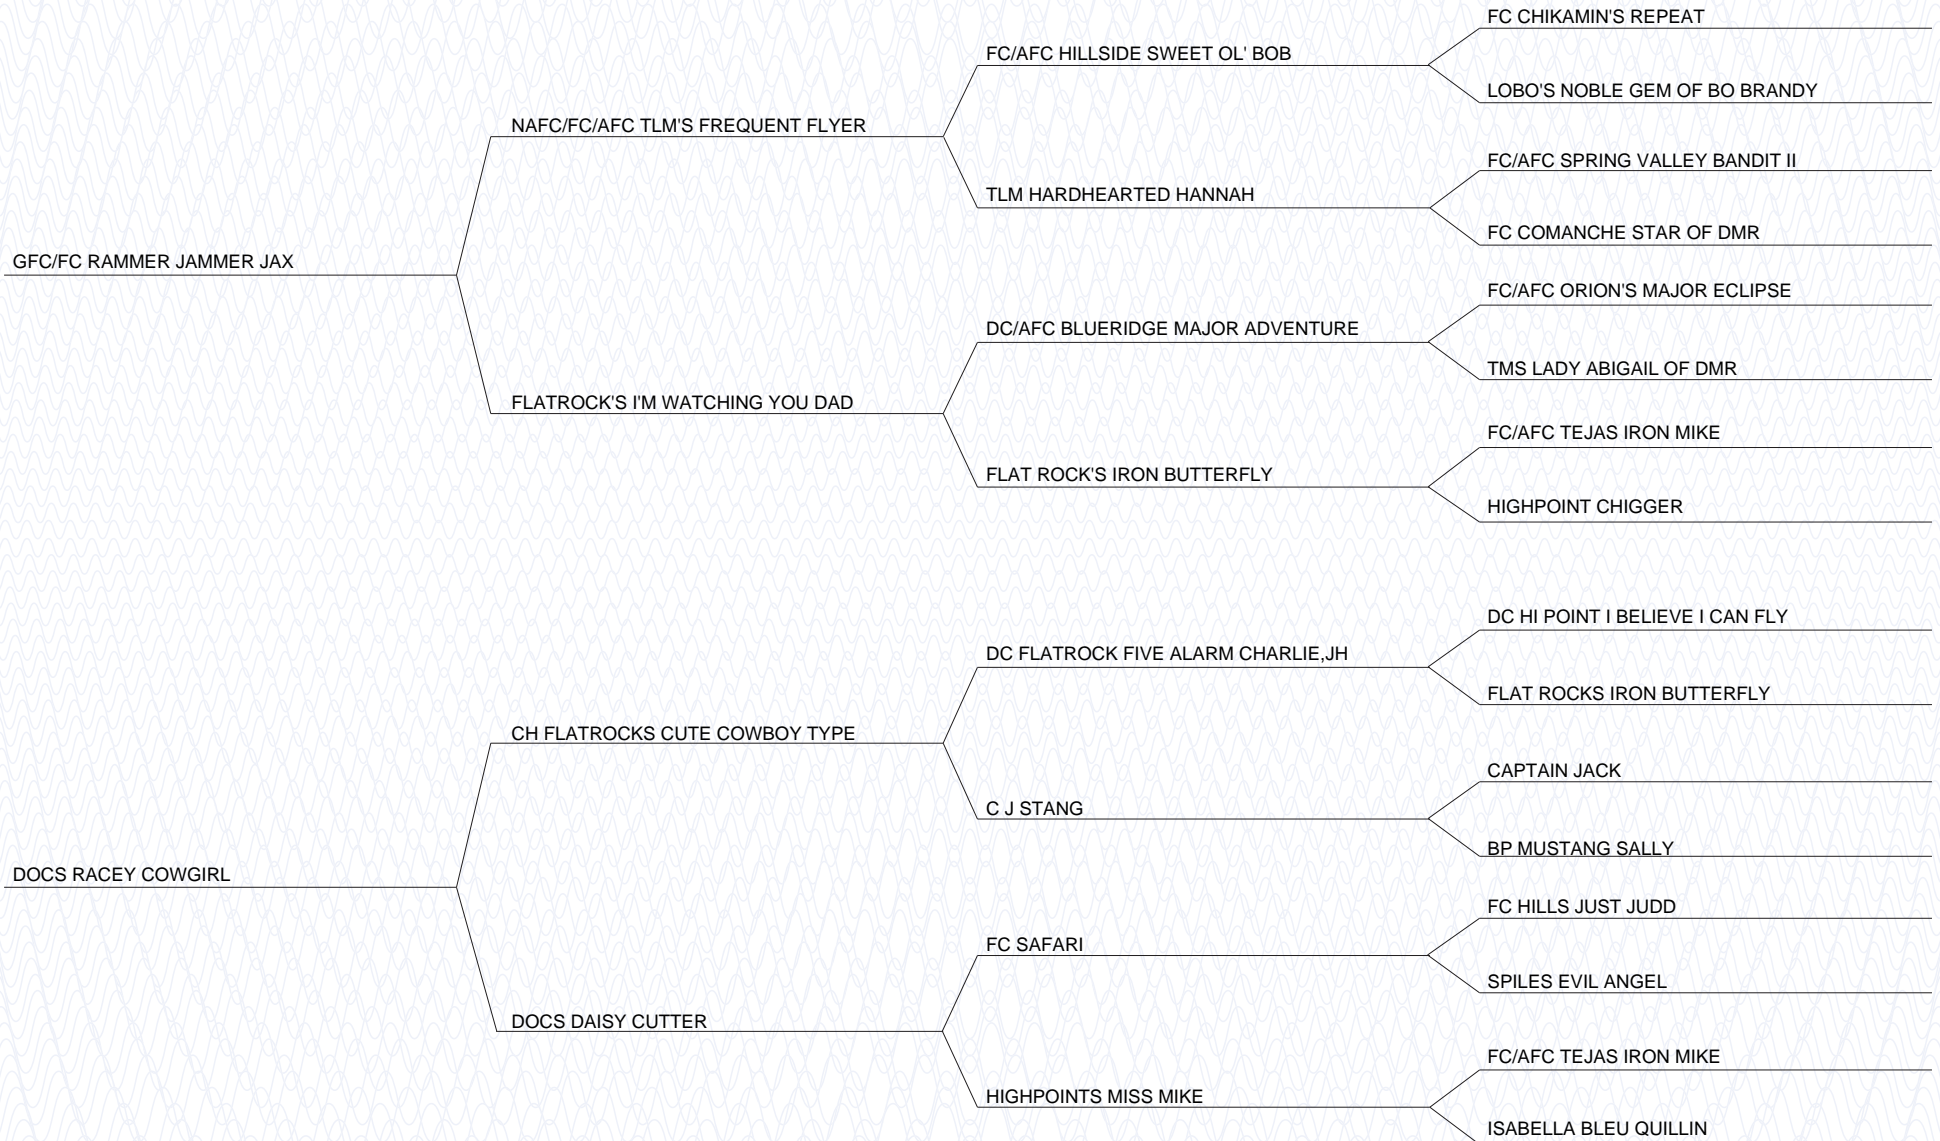 FC CHIKAMIN'S REPEAT
FC/AFC HILLSIDE SWEET OL' BOB
LOBO'S NOBLE GEM OF BO BRANDY
NAFC/FC/AFC TLM'S FREQUENT FLYER
FC/AFC SPRING VALLEY BANDIT II
TLM HARDHEARTED HANNAH
FC COMANCHE STAR OF DMR
GFC/FC RAMMER JAMMER JAX
FC/AFC ORION'S MAJOR ECLIPSE
DC/AFC BLUERIDGE MAJOR ADVENTURE
TMS LADY ABIGAIL OF DMR
FLATROCK'S I'M WATCHING YOU DAD
FC/AFC TEJAS IRON MIKE
FLAT ROCK'S IRON BUTTERFLY
HIGHPOINT CHIGGER
DC HI POINT I BELIEVE I CAN FLY
DC FLATROCK FIVE ALARM CHARLIE,JH
FLAT ROCKS IRON BUTTERFLY
CH FLATROCKS CUTE COWBOY TYPE
CAPTAIN JACK
C J STANG
BP MUSTANG SALLY
DOCS RACEY COWGIRL
FC HILLS JUST JUDD
FC SAFARI
SPILES EVIL ANGEL
DOCS DAISY CUTTER
FC/AFC TEJAS IRON MIKE
HIGHPOINTS MISS MIKE
ISABELLA BLEU QUILLIN